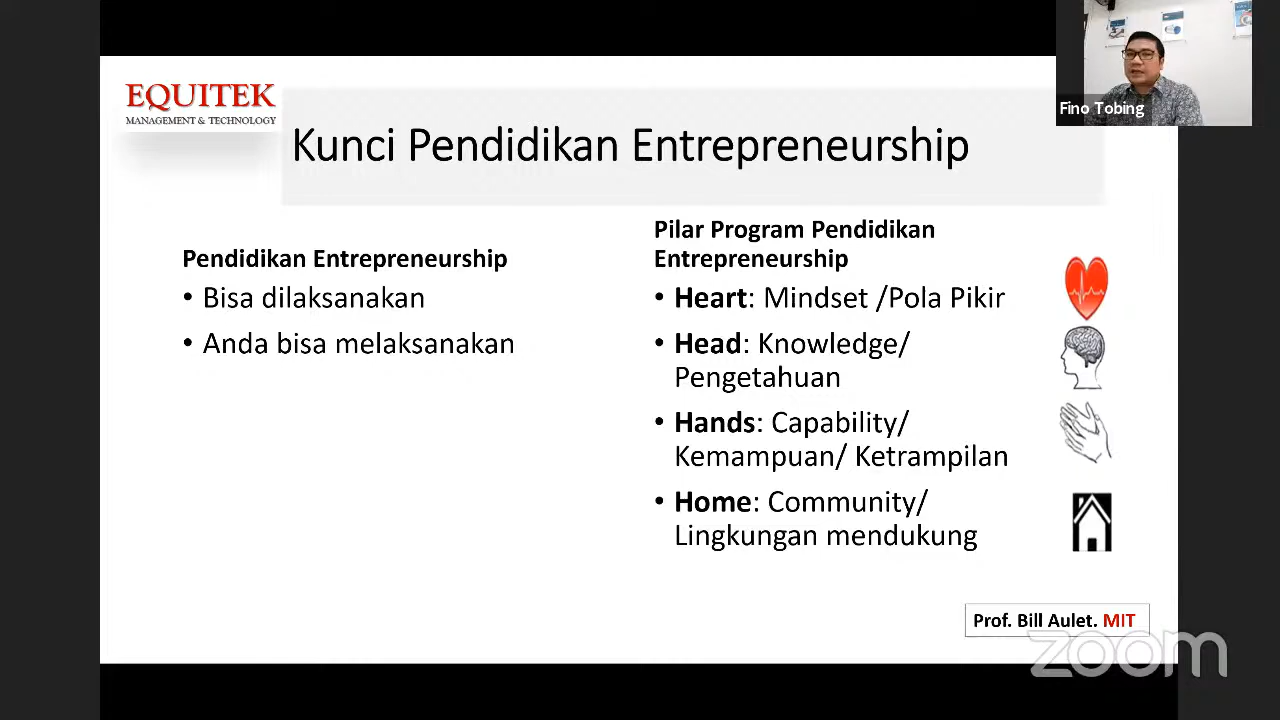 EQUITEK
MANAGEMENT & TECHNOLOGY
Kunci Pendidikan Entrepreneurship
Fino Tobing
Pendidikan Entrepreneurship
• Bisa dilaksanakan
• Anda bisa melaksanakan
Pilar Program Pendidikan
Entrepreneurship
• Heart: Mindset /Pola Pikir
• Head: Knowledge/
Pengetahuan
• Hands: Capability/
Kemampuan/ Ketrampilan
• Home: Community/
Lingkungan mendukung
Prof. Bill Aulet. MIT
zoom